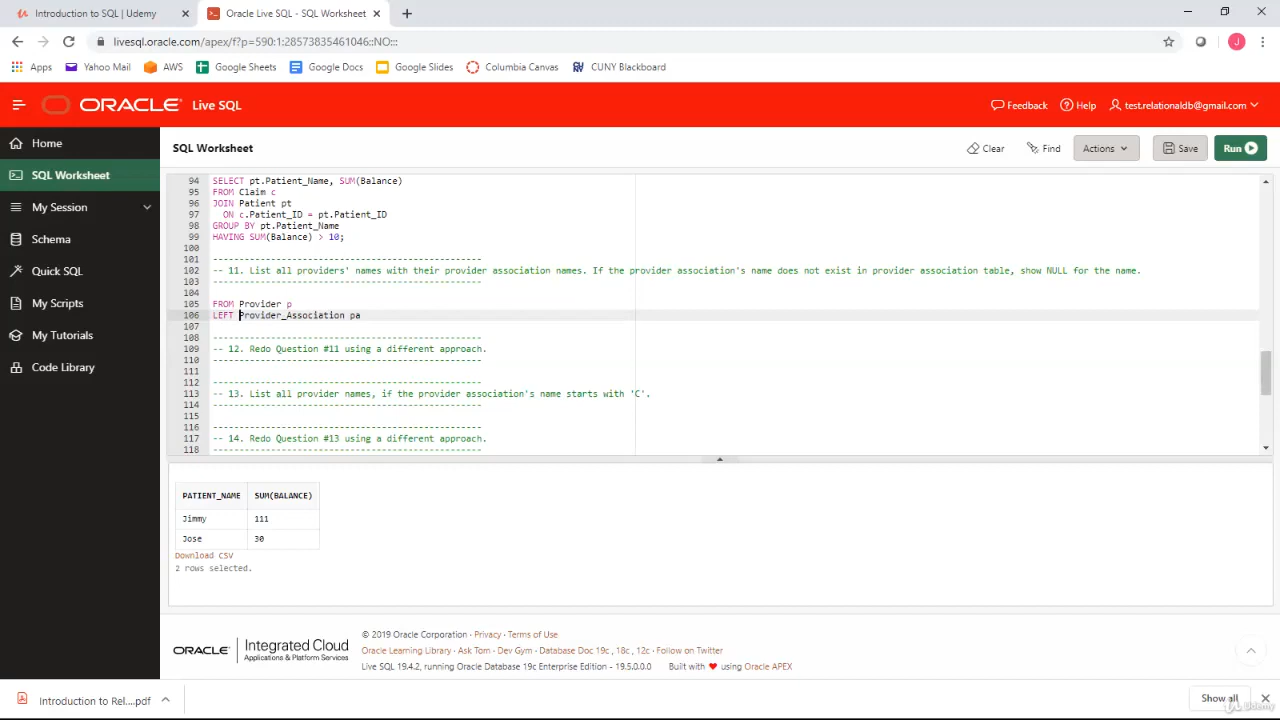 Introduction to SQL | Udemy
Oracle Live SQL - SQL Worksheet
livesql.oracle.com/apex/f?p=590:1:28573835461046::NO:::
J
Apps
Yahoo Mail
AWS
Google Sheets
Google Docs
Google Slides
Columbia Canvas
CUNY Blackboard
ORACLE Live SQL
Feedback
Help
test.relationaldb@gmail.com
Home
SQL Worksheet
My Session
Schema
Quick SQL
My Scripts
My Tutorials
Code Library
SQL Worksheet
Clear
Find
Actions
Save
Run
94 SELECT pt.Patient_Name, SUM(Balance)
95 FROM Claim c
96 JOIN Patient pt
97 ON c.Patient_ID = pt.Patient_ID
98 GROUP BY pt.Patient_Name
99 HAVING SUM(Balance) > 10;
100
101 ---------------------------------------------------
102 -- 11. List all providers' names with their provider association names. If the provider association's name does not exist in provider association table, show NULL for the name.
103 ---------------------------------------------------
104
105 FROM Provider p
106 LEFT Provider_Association pa
107
108 ---------------------------------------------------
109 -- 12. Redo Question #11 using a different approach.
110 ---------------------------------------------------
111
112 ---------------------------------------------------
113 -- 13. List all provider names, if the provider association's name starts with 'C'.
114 ---------------------------------------------------
115
116 ---------------------------------------------------
117 -- 14. Redo Question #13 using a different approach.
118 ---------------------------------------------------
PATIENT_NAME SUM(BALANCE)
Jimmy 111
Jose 30
Download CSV
2 rows selected.
ORACLE
Integrated Cloud
Applications & Platform Services
© 2019 Oracle Corporation · Privacy · Terms of Use
Oracle Learning Library · Ask Tom · Dev Gym · Database Doc 19c , 18c , 12c · Follow on Twitter
Live SQL 19.4.2, running Oracle Database 19c Enterprise Edition - 19.5.0.0.0 Built with ❤ using Oracle APEX
Introduction to Rel....pdf
Show all
Udemy